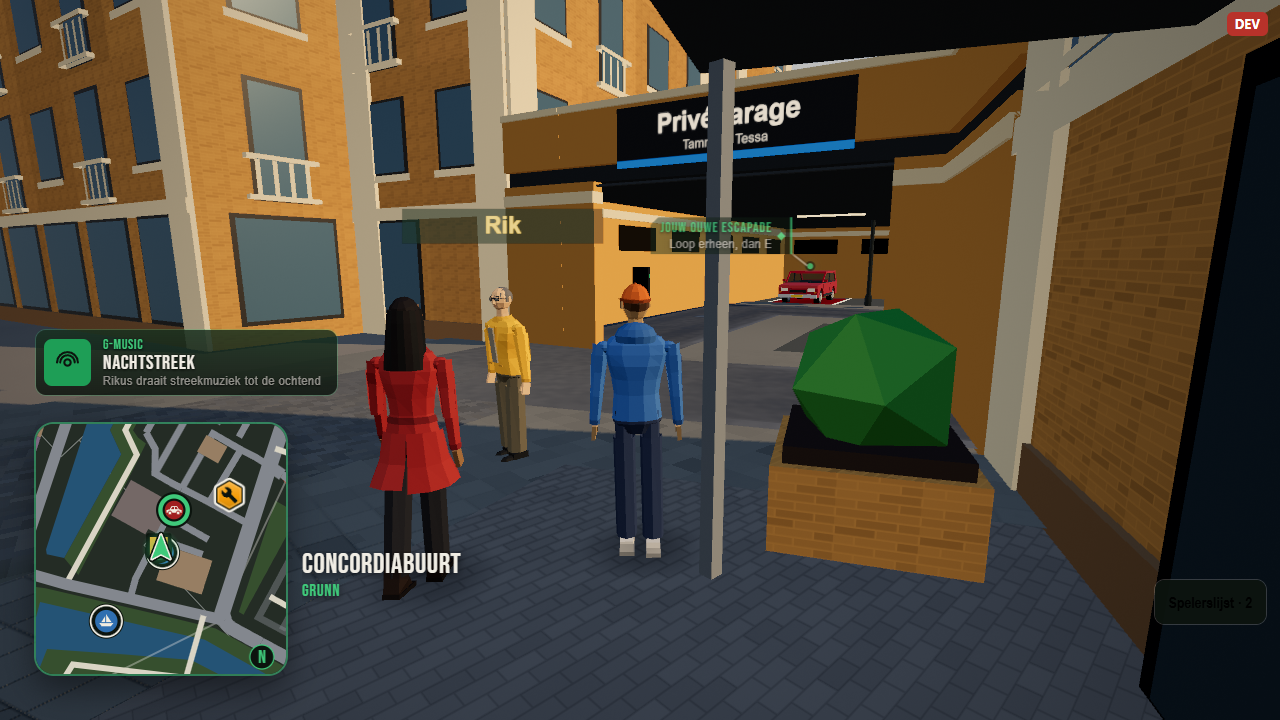 DEV
Privé arage
Tam Tessa
Rik
JOUW OUWE ESCAPADE
Loop erheen, dan E
G-MUSIC
NACHTSTREEK
Rikus draait streekmuziek tot de ochtend
CONCORDIABUURT
GRUNN
N
Spelerslijst · 2